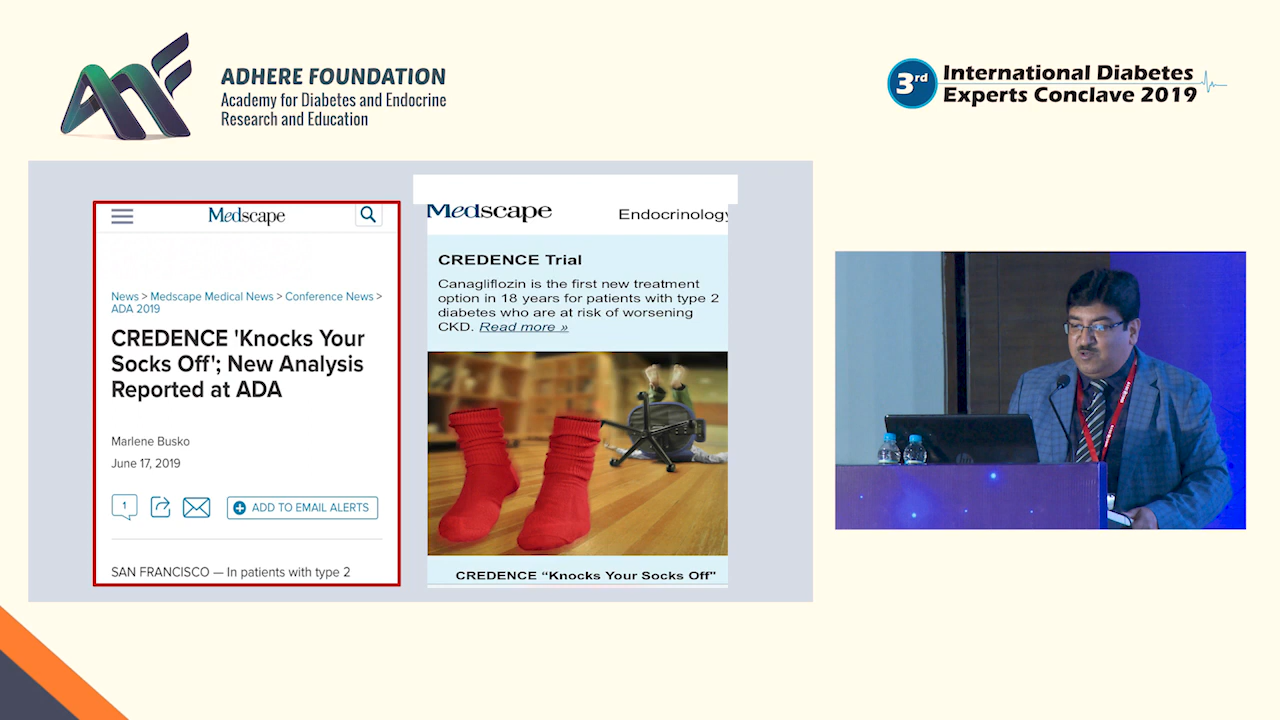 ADHERE FOUNDATION
Academy for Diabetes and Endocrine
Research and Education
3rd
International Diabetes
Experts Conclave 2019
Medscape
News > Medscape Medical News > Conference News >
ADA 2019
CREDENCE 'Knocks Your
Socks Off'; New Analysis
Reported at ADA
Marlene Busko
June 17, 2019
1
ADD TO EMAIL ALERTS
SAN FRANCISCO — In patients with type 2
Medscape
Endocrinology
CREDENCE Trial
Canagliflozin is the first new treatment
option in 18 years for patients with type 2
diabetes who are at risk of worsening
CKD. Read more »
CREDENCE “Knocks Your Socks Off"